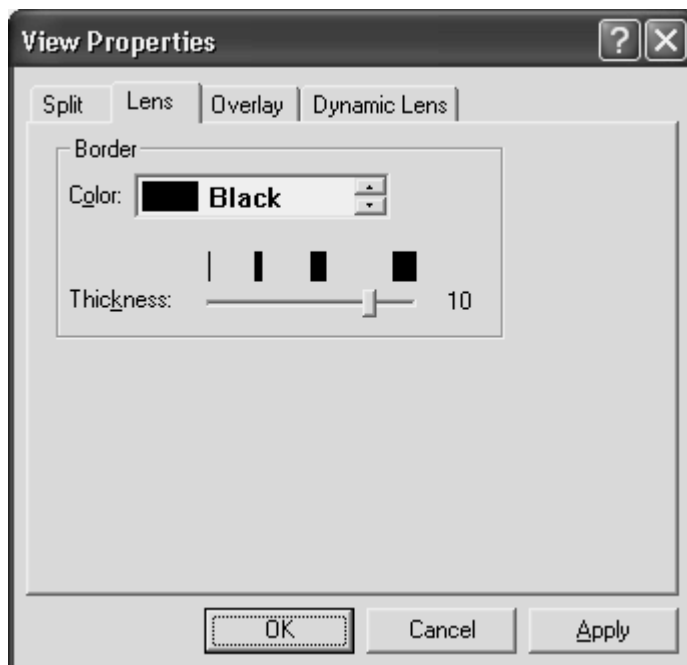 View Properties
Split Lens Overlay Dynamic Lens
Border
Color: Black
Thickness: 10
OK Cancel Apply